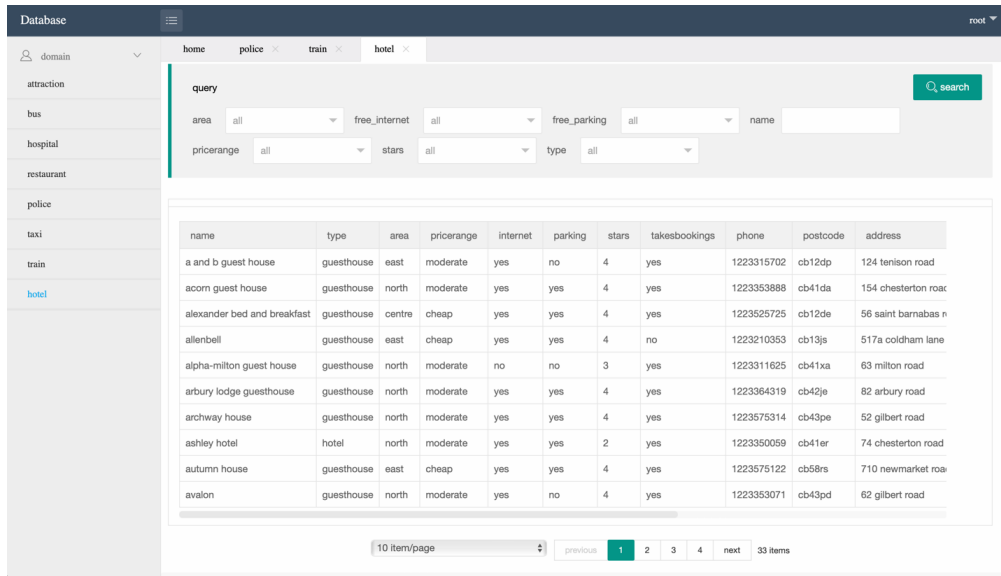 Database root
domain
attraction
bus
hospital
restaurant
police
taxi
train
hotel
home police train hotel
query search
area all free_internet all free_parking all name
pricerange all stars all type all
name type area pricerange internet parking stars takesbookings phone postcode address
a and b guest house guesthouse east moderate yes no 4 yes 1223315702 cb12dp 124 tenison road
acorn guest house guesthouse north moderate yes yes 4 yes 1223353888 cb41da 154 chesterton road
alexander bed and breakfast guesthouse centre cheap yes yes 4 yes 1223525725 cb12de 56 saint barnabas r
allenbell guesthouse east cheap yes yes 4 no 1223210353 cb13js 517a coldham lane
alpha-milton guest house guesthouse north moderate no no 3 yes 1223311625 cb41xa 63 milton road
arbury lodge guesthouse guesthouse north moderate yes yes 4 yes 1223364319 cb42je 82 arbury road
archway house guesthouse north moderate yes yes 4 yes 1223575314 cb43pe 52 gilbert road
ashley hotel hotel north moderate yes yes 2 yes 1223350059 cb41er 74 chesterton road
autumn house guesthouse east cheap yes yes 4 yes 1223575122 cb58rs 710 newmarket road
avalon guesthouse north moderate yes no 4 yes 1223353071 cb43pd 62 gilbert road
10 item/page previous 1 2 3 4 next 33 items